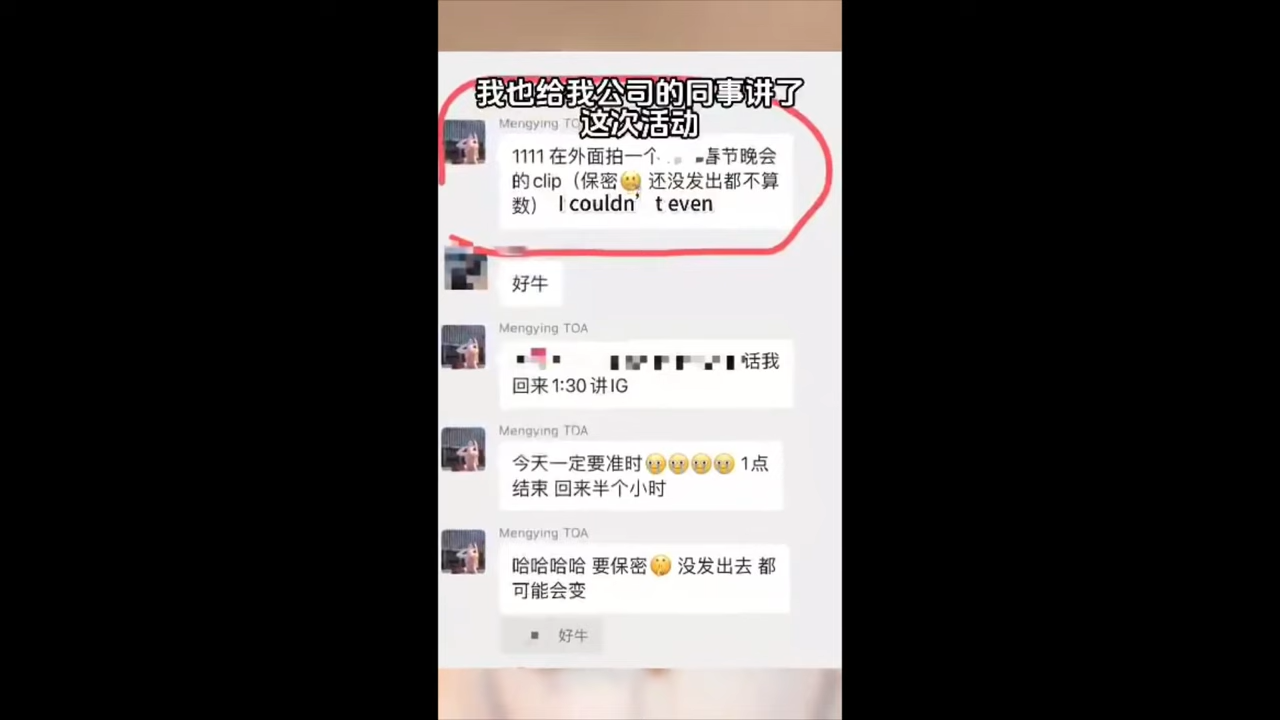 我也给我公司的同事讲了
这次活动
Mengying TO
1111 在外面拍一个 春节晚会
的clip（保密🤐 还没发出都不算
数）
I couldn't even
好牛
Mengying TOA
话我
回来1:30讲IG
Mengying TOA
今天一定要准时🥹🥹🥹🥹 1点
结束 回来半个小时
Mengying TOA
哈哈哈哈 要保密🤫 没发出去 都
可能会变
好牛